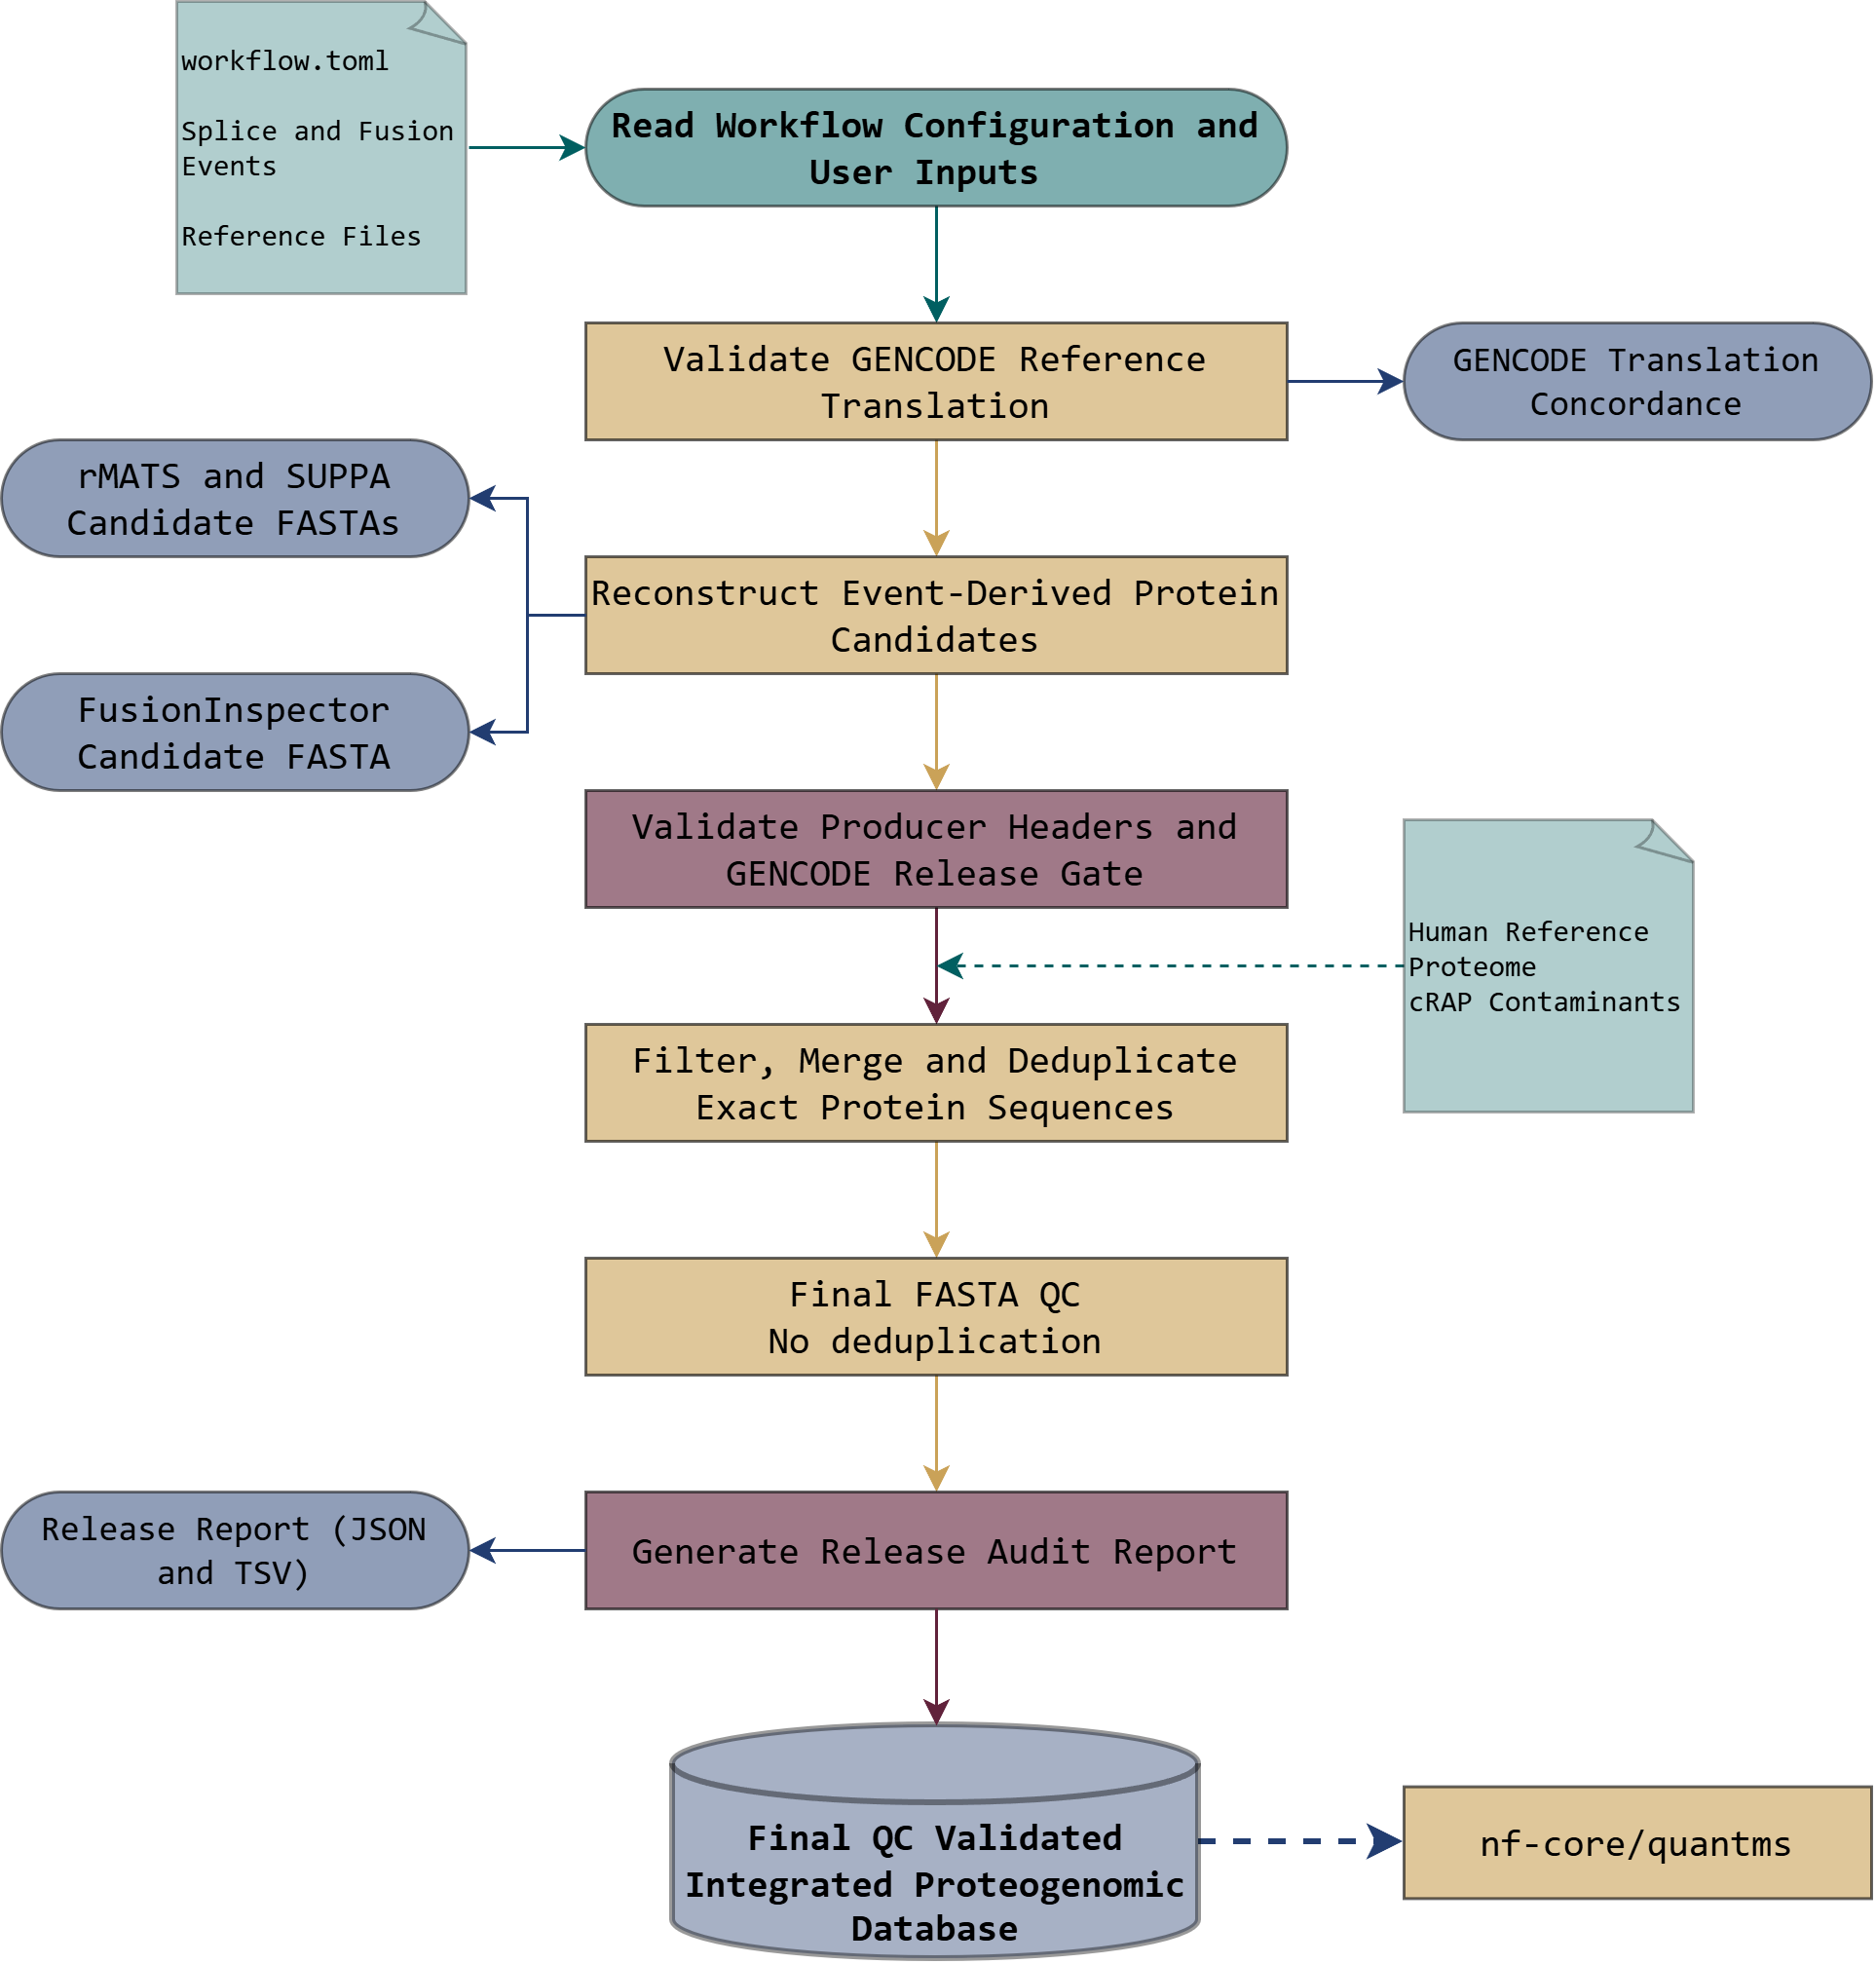 workflow.toml
Splice and Fusion
Events
Reference Files
Read Workflow Configuration and
User Inputs
Validate GENCODE Reference
Translation
GENCODE Translation
Concordance
rMATS and SUPPA
Candidate FASTAs
Reconstruct Event-Derived Protein
Candidates
FusionInspector
Candidate FASTA
Validate Producer Headers and
GENCODE Release Gate
Human Reference
Proteome
cRAP Contaminants
Filter, Merge and Deduplicate
Exact Protein Sequences
Final FASTA QC
No deduplication
Release Report (JSON
and TSV)
Generate Release Audit Report
Final QC Validated
Integrated Proteogenomic
Database
nf-core/quantms